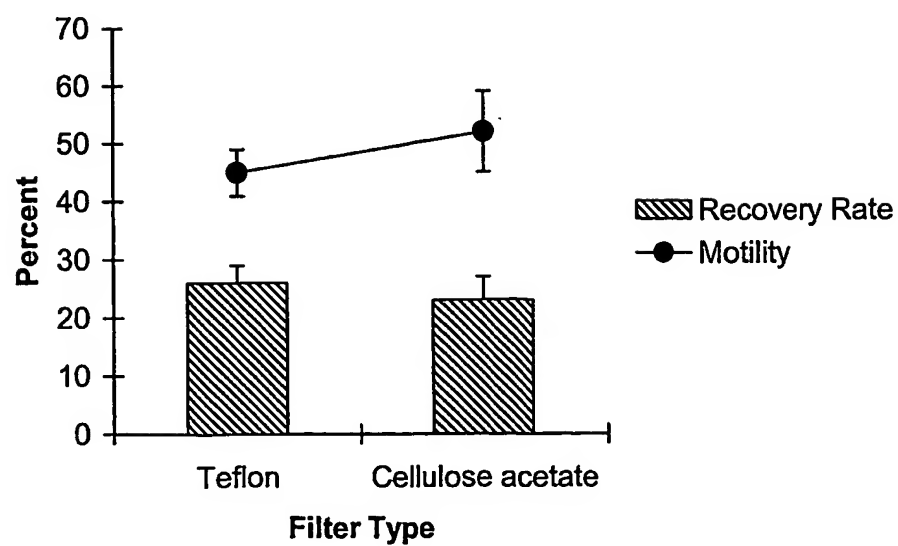 70
60
50
40
30
20
10
0
Percent
Teflon
Cellulose acetate
Filter Type
Recovery Rate
Motility